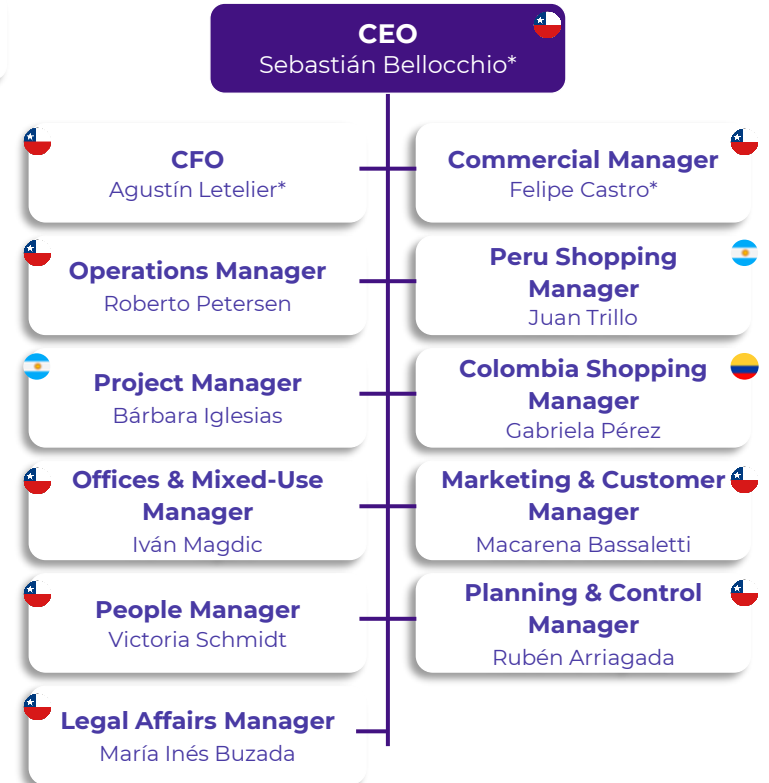 CEO
Sebastián Bellocchio*
CFO
Agustín Letelier*
Commercial Manager
Felipe Castro*
Operations Manager
Roberto Petersen
Peru Shopping
Manager
Juan Trillo
Project Manager
Bárbara Iglesias
Colombia Shopping
Manager
Gabriela Pérez
Offices & Mixed-Use
Manager
Iván Magdic
Marketing & Customer
Manager
Macarena Bassaletti
People Manager
Victoria Schmidt
Planning & Control
Manager
Rubén Arriagada
Legal Affairs Manager
María Inés Buzada